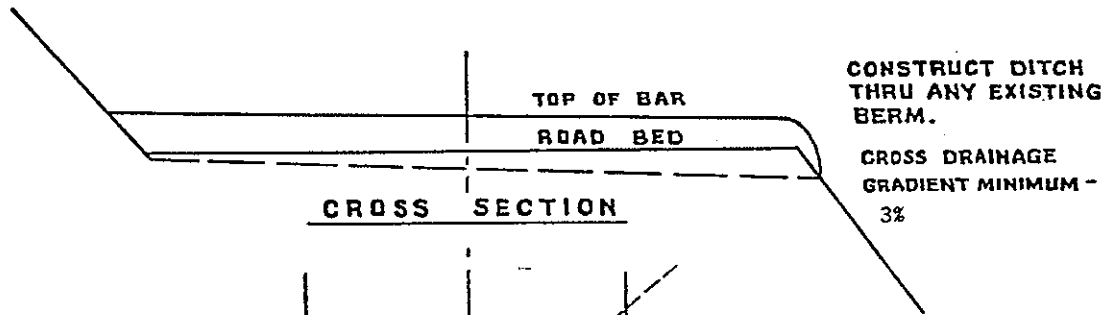 TOP OF BAR
ROAD BED
CROSS SECTION
CONSTRUCT DITCH
THRU ANY EXISTING
BERM.
CROSS DRAINAGE
GRADIENT MINIMUM -
3%